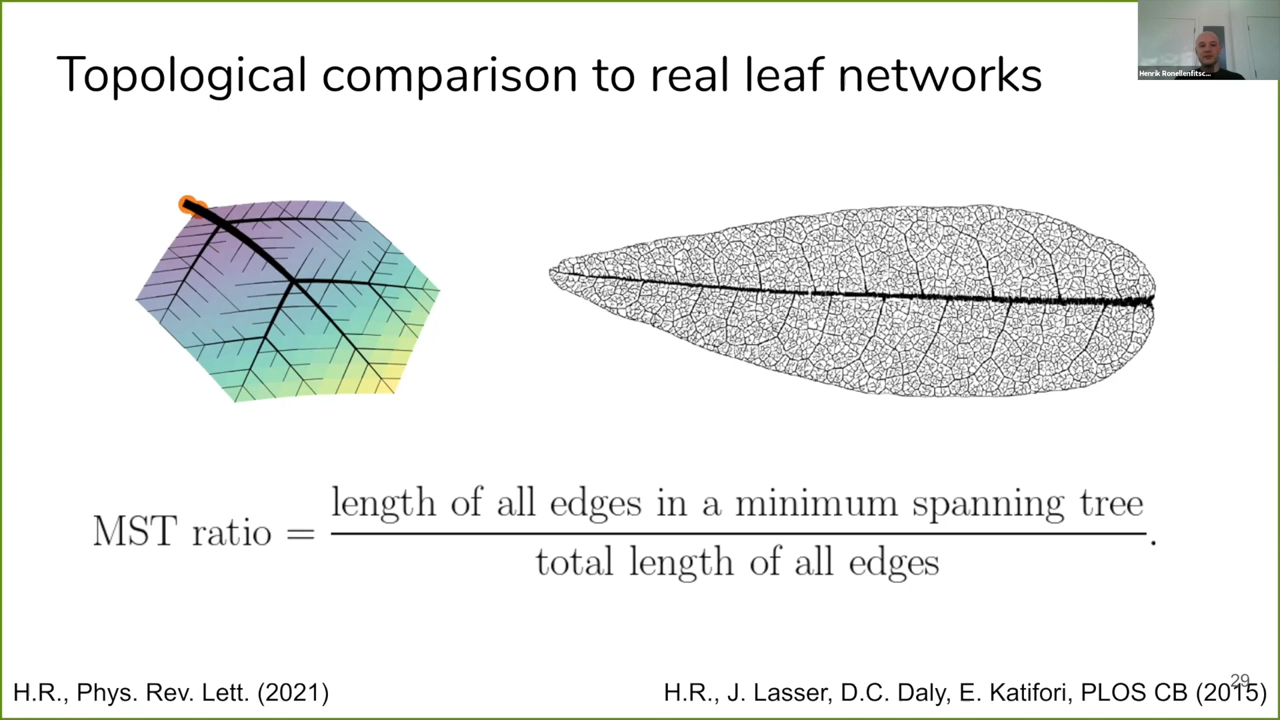 Topological comparison to real leaf networks
Henrik Ronellenfitsc...
MST ratio = length of all edges in a minimum spanning tree
total length of all edges.
H.R., Phys. Rev. Lett. (2021)
H.R., J. Lasser, D.C. Daly, E. Katifori, PLOS CB (2015)
29